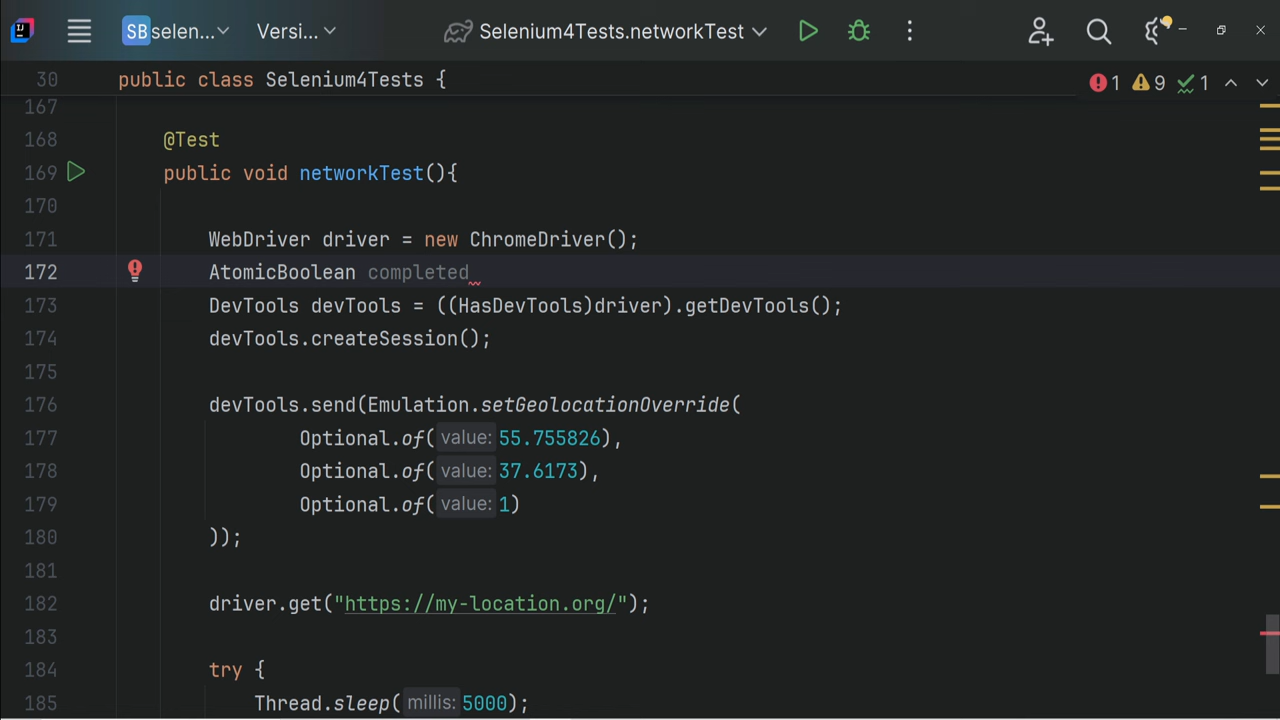 SB selen... Versi... Selenium4Tests.networkTest
30 public class Selenium4Tests { 1 9 1
167
168 @Test
169 public void networkTest(){
170
171 WebDriver driver = new ChromeDriver();
172 AtomicBoolean completed
173 DevTools devTools = ((HasDevTools)driver).getDevTools();
174 devTools.createSession();
175
176 devTools.send(Emulation.setGeolocationOverride(
177 Optional.of( value: 55.755826),
178 Optional.of( value: 37.6173),
179 Optional.of( value: 1)
180 ));
181
182 driver.get("https://my-location.org/");
183
184 try {
185 Thread.sleep( millis: 5000);